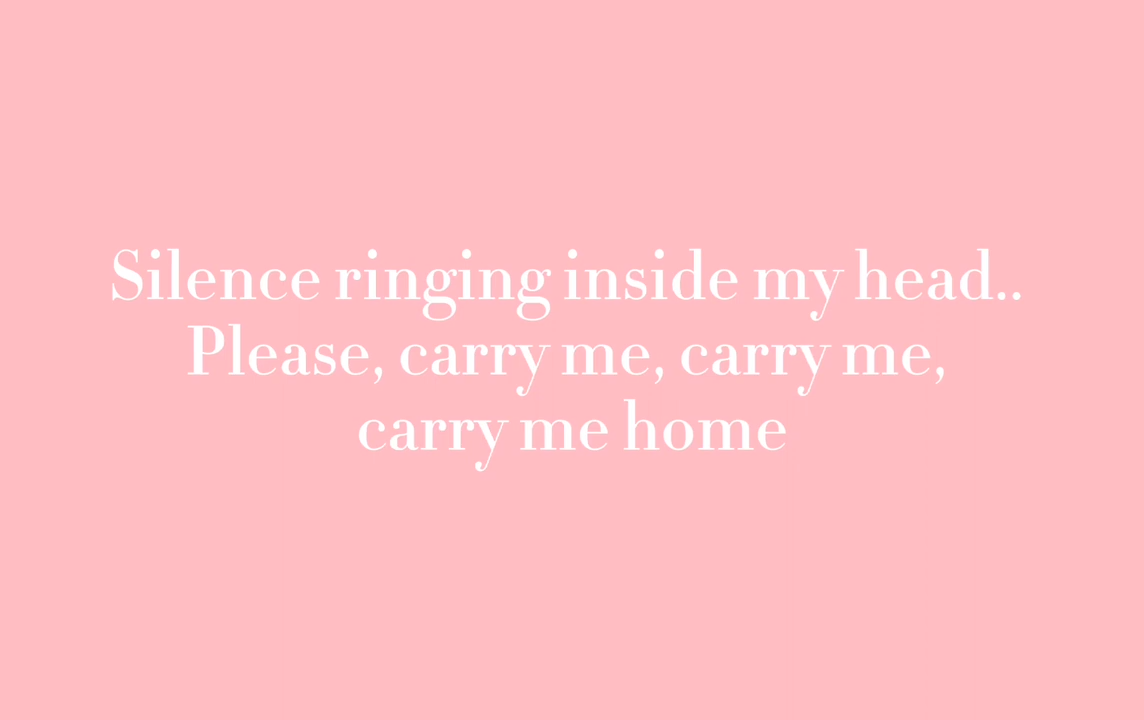 Silence ringing inside my head..
Please, carry me, carry me,
carry me home